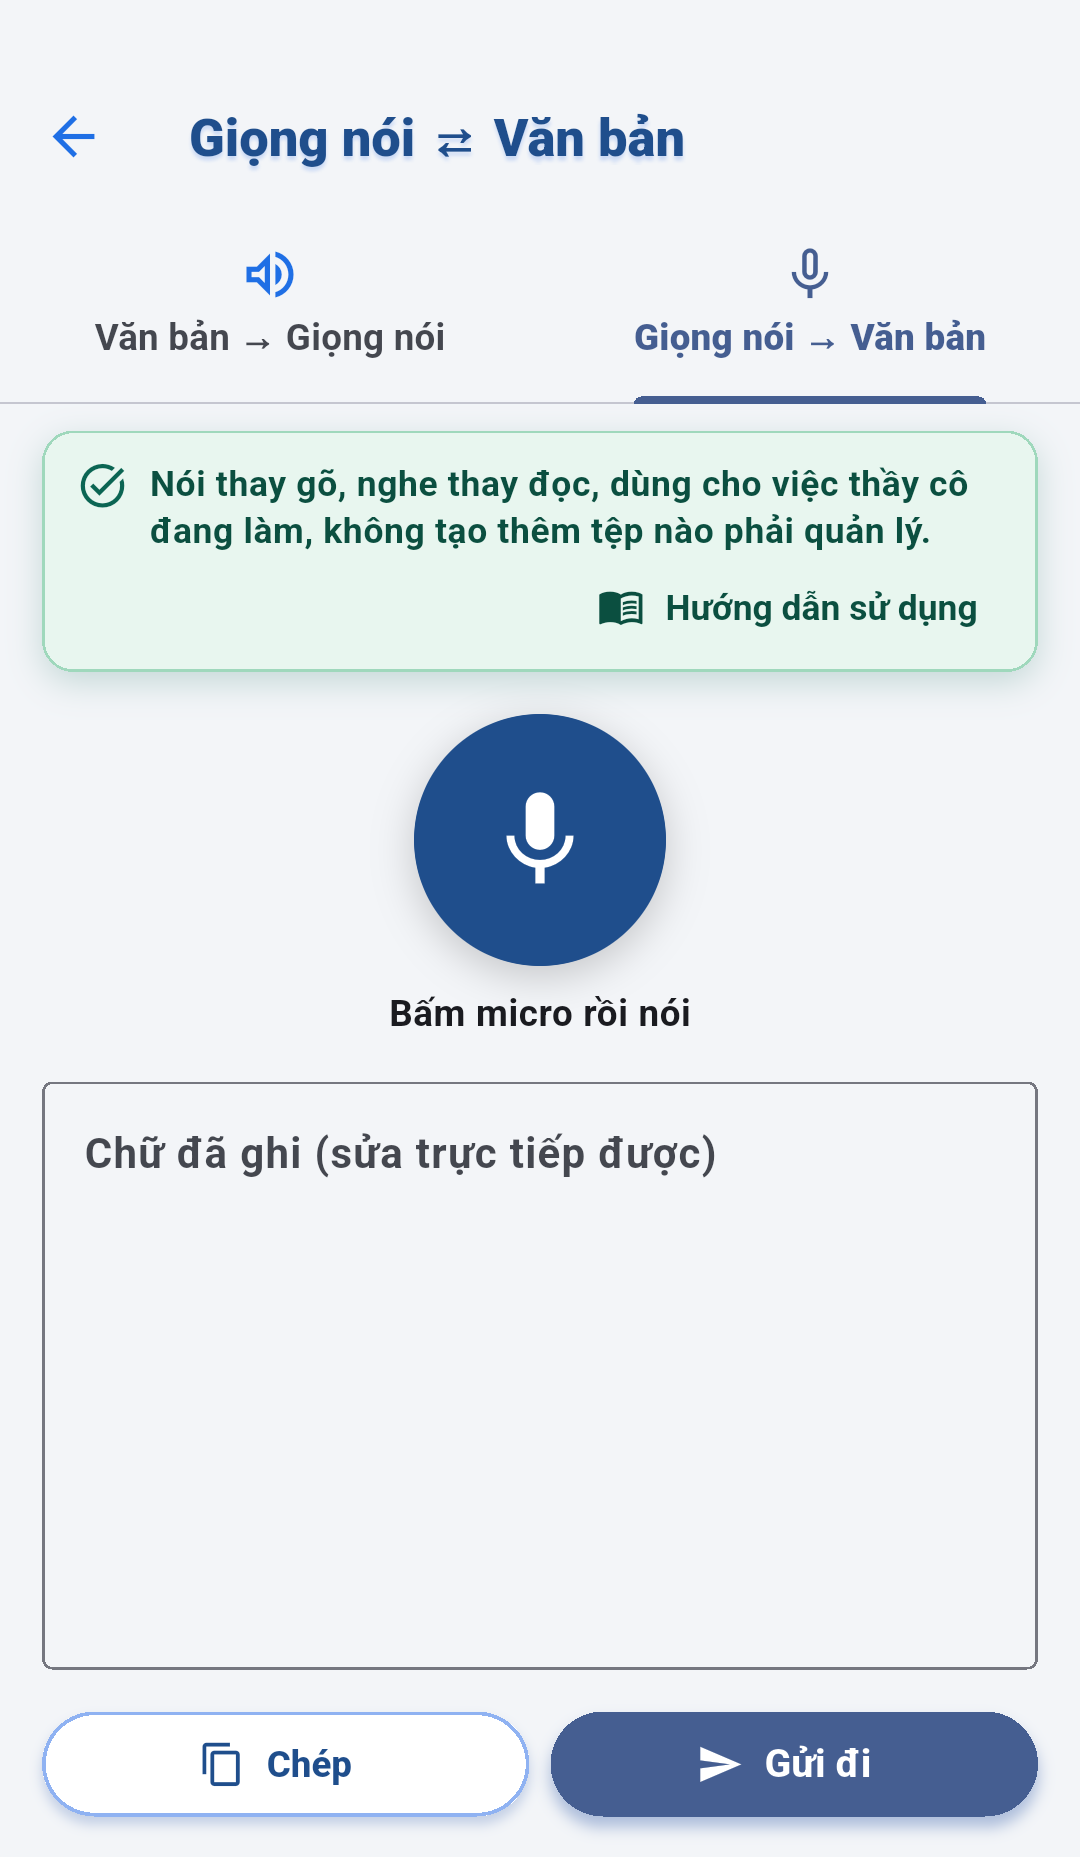 Giọng nói ⇄ Văn bản
Văn bản → Giọng nói
Giọng nói → Văn bản
Nói thay gõ, nghe thay đọc, dùng cho việc thầy cô
đang làm, không tạo thêm tệp nào phải quản lý.
Hướng dẫn sử dụng
Bấm micro rồi nói
Chữ đã ghi (sửa trực tiếp được)
Chép
Gửi đi